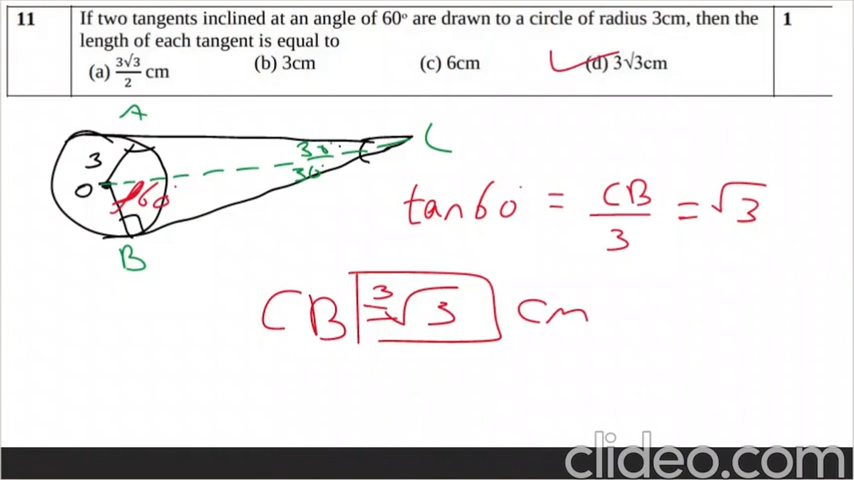 11 If two tangents inclined at an angle of 60° are drawn to a circle of radius 3cm, then the 1
length of each tangent is equal to
(a) 3√3/2 cm (b) 3cm (c) 6cm (d) 3√3cm
A
C
3
30°
30°
O
60°
B
tan60° = CB/3 = √3
CB = 3√3 cm
clideo.com